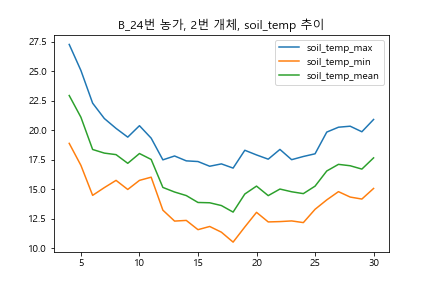 B_24번 농가, 2번 개체, soil_temp 추이
27.5
25.0
22.5
20.0
17.5
15.0
12.5
10.0
soil_temp_max
soil_temp_min
soil_temp_mean
5 10 15 20 25 30